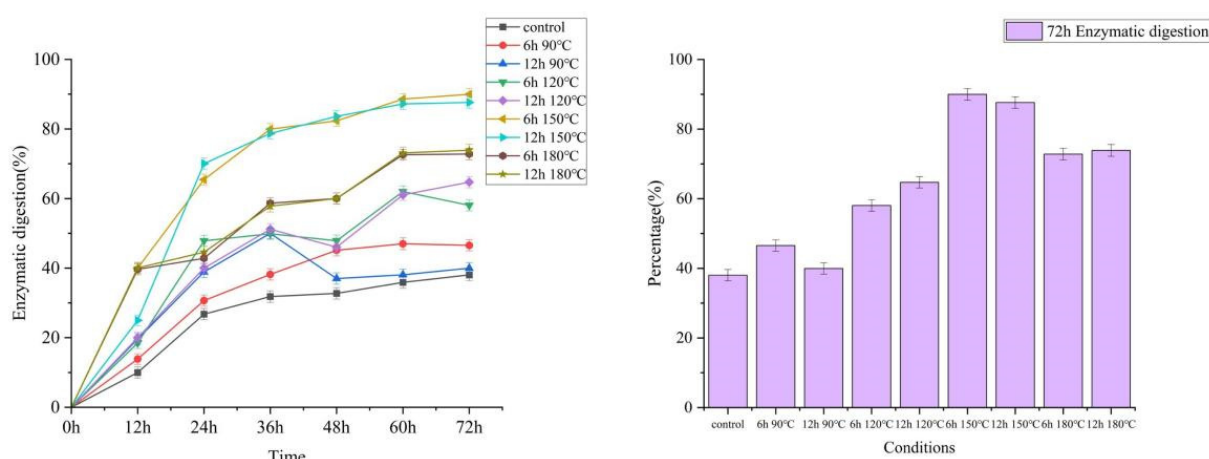 control
6h 90℃
12h 90℃
6h 120℃
12h 120℃
6h 150℃
12h 150℃
6h 180℃
12h 180℃
Enzymatic digestion(%)
100
80
60
40
20
0
0h 12h 24h 36h 48h 60h 72h
Time
72h Enzymatic digestion
Percentage(%)
100
80
60
40
20
0
control 6h 90℃ 12h 90℃ 6h 120℃ 12h 120℃ 6h 150℃ 12h 150℃ 6h 180℃ 12h 180℃
Conditions